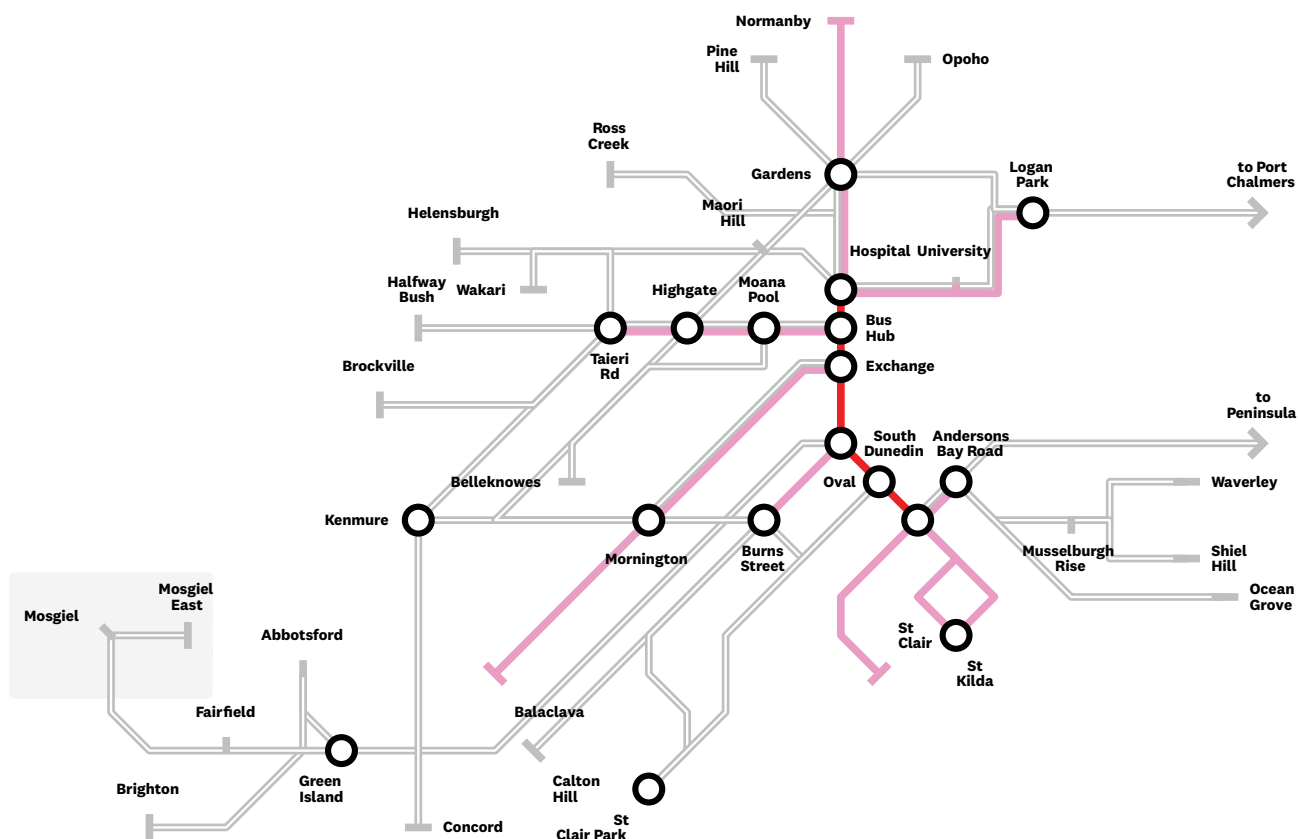 Normanby
Pine
Hill
Opoho
Ross
Creek
Gardens
Logan
Park
to Port
Chalmers
Maori
Hill
Helensburgh
Hospital
University
Halfway
Bush
Wakari
Highgate
Moana
Pool
Bus
Hub
Taieri
Rd
Exchange
Brockville
to
Peninsula
South
Dunedin
Andersons
Bay Road
Belleknowes
Oval
Waverley
Kenmure
Mornington
Burns
Street
Musselburgh
Rise
Shiel
Hill
Ocean
Grove
Mosgiel
East
Mosgiel
Abbotsford
St
Clair
St
Kilda
Fairfield
Balaclava
Green
Island
Brighton
Calton
Hill
Concord
St
Clair Park